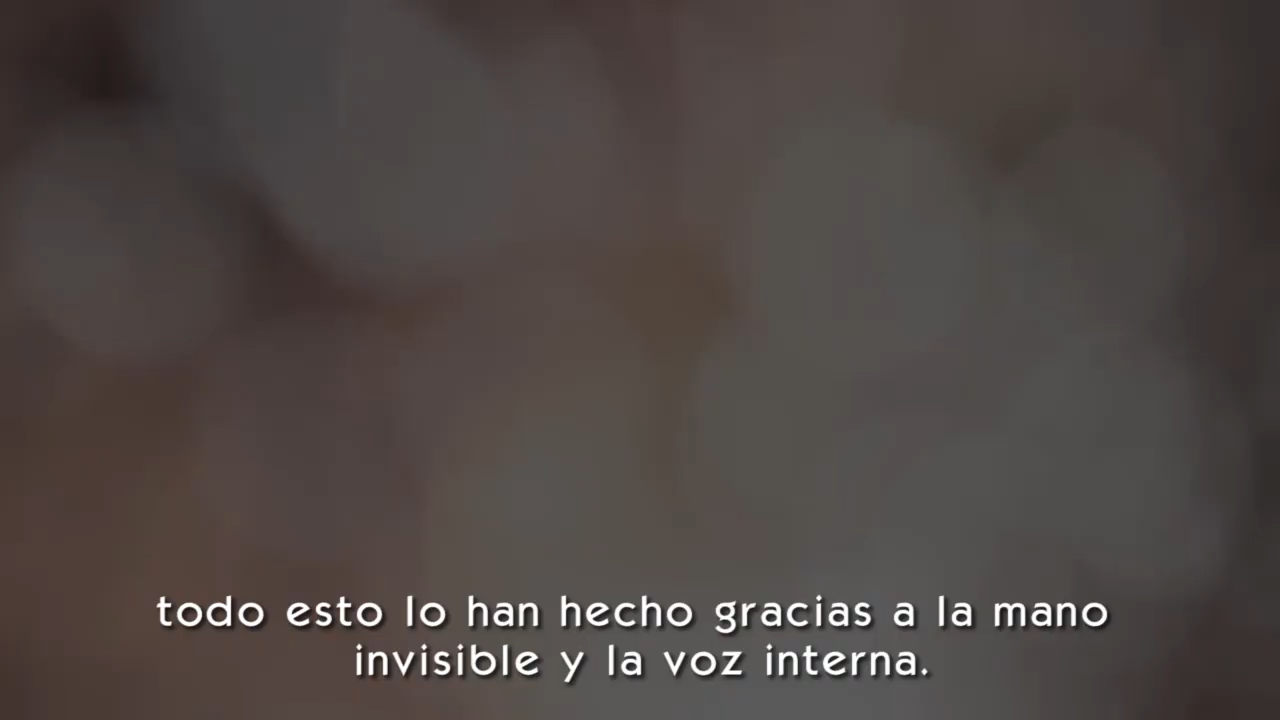 todo esto lo han hecho gracias a la mano
invisible y la voz interna.